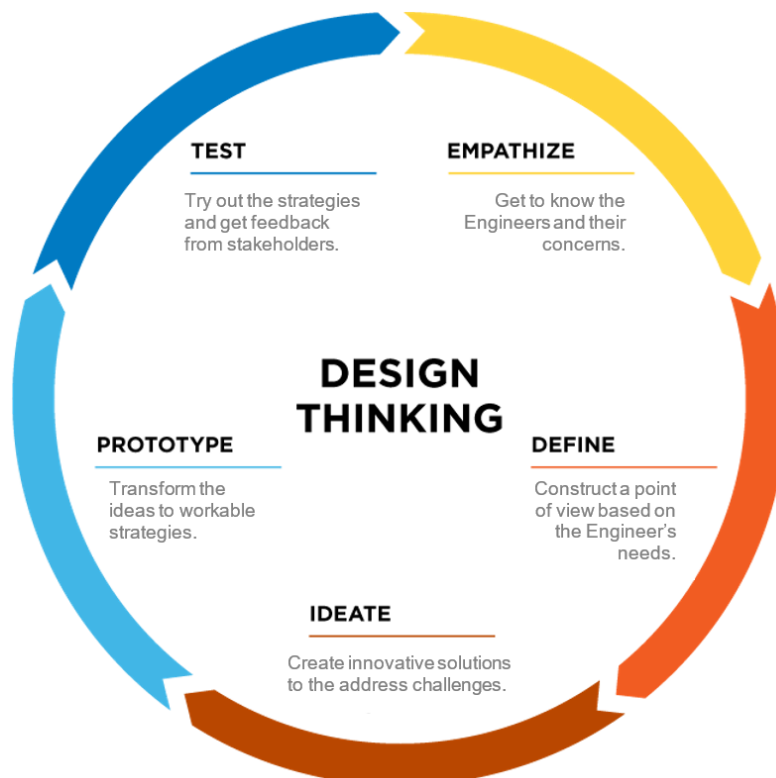 TEST
Try out the strategies
and get feedback
from stakeholders.
EMPATHIZE
Get to know the
Engineers and their
concerns.
DESIGN
THINKING
PROTOTYPE
Transform the
ideas to workable
strategies.
DEFINE
Construct a point
of view based on
the Engineer's
needs.
IDEATE
Create innovative solutions
to the address challenges.